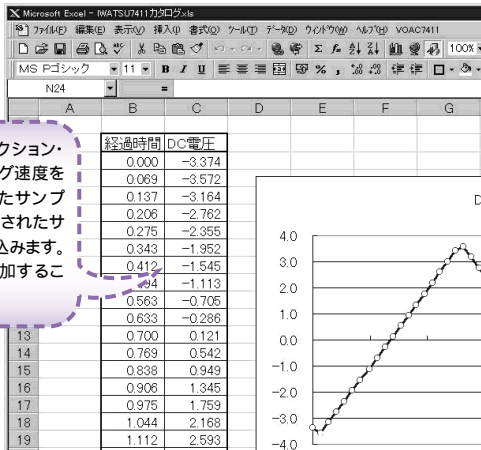 Microsoft Excel - IWATSU7411カタログ.xls
ファイル(F) 編集(E) 表示(V) 挿入(I) 書式(O) ツール(T) データ(D) ウィンドウ(W) ヘルプ(H) VOAC7411
100%
MS Pゴシック 11 B I U
N24 =
A B C D E F G
経過時間 DC電圧
0.000 -3.374
0.069 -3.572
0.137 -3.164
0.206 -2.762
0.275 -2.355
0.343 -1.952
0.412 -1.545
-1.113
0.563 -0.705
0.633 -0.286
13 0.700 0.121
14 0.769 0.542
15 0.838 0.949
16 0.906 1.345
17 0.975 1.759
18 1.044 2.168
19 1.112 2.593
クション・
グ速度を
たサンプ
されたサ
込みます。
加するこ
D
4.0
3.0
2.0
1.0
0.0
-1.0
-2.0
-3.0
-4.0